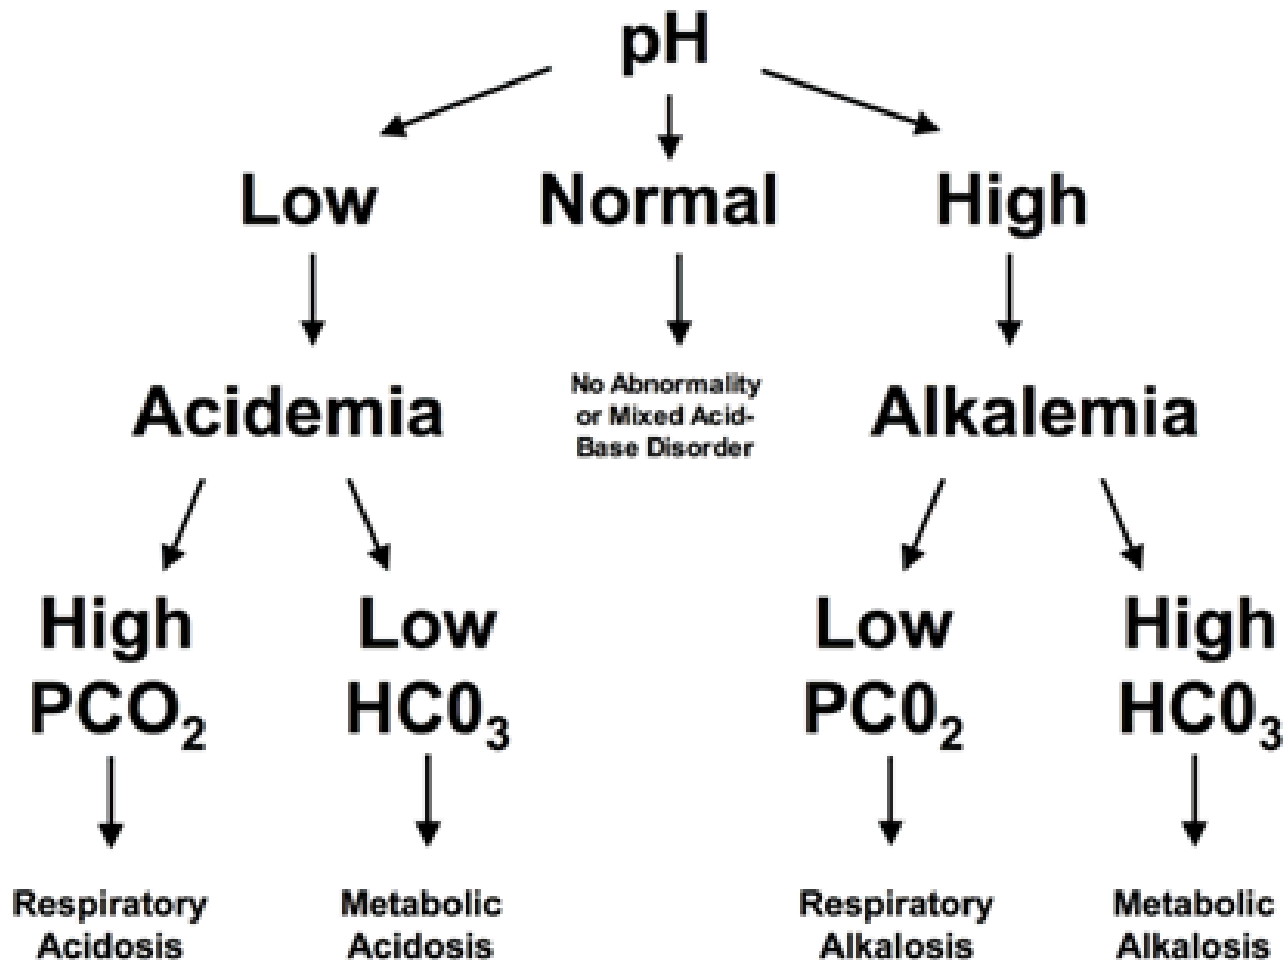 pH
Low
Normal
High
Acidemia
No Abnormality
or Mixed Acid-
Base Disorder
Alkalemia
High
PCO₂
Low
HC0₃
Low
PC0₂
High
HC0₃
Respiratory
Acidosis
Metabolic
Acidosis
Respiratory
Alkalosis
Metabolic
Alkalosis